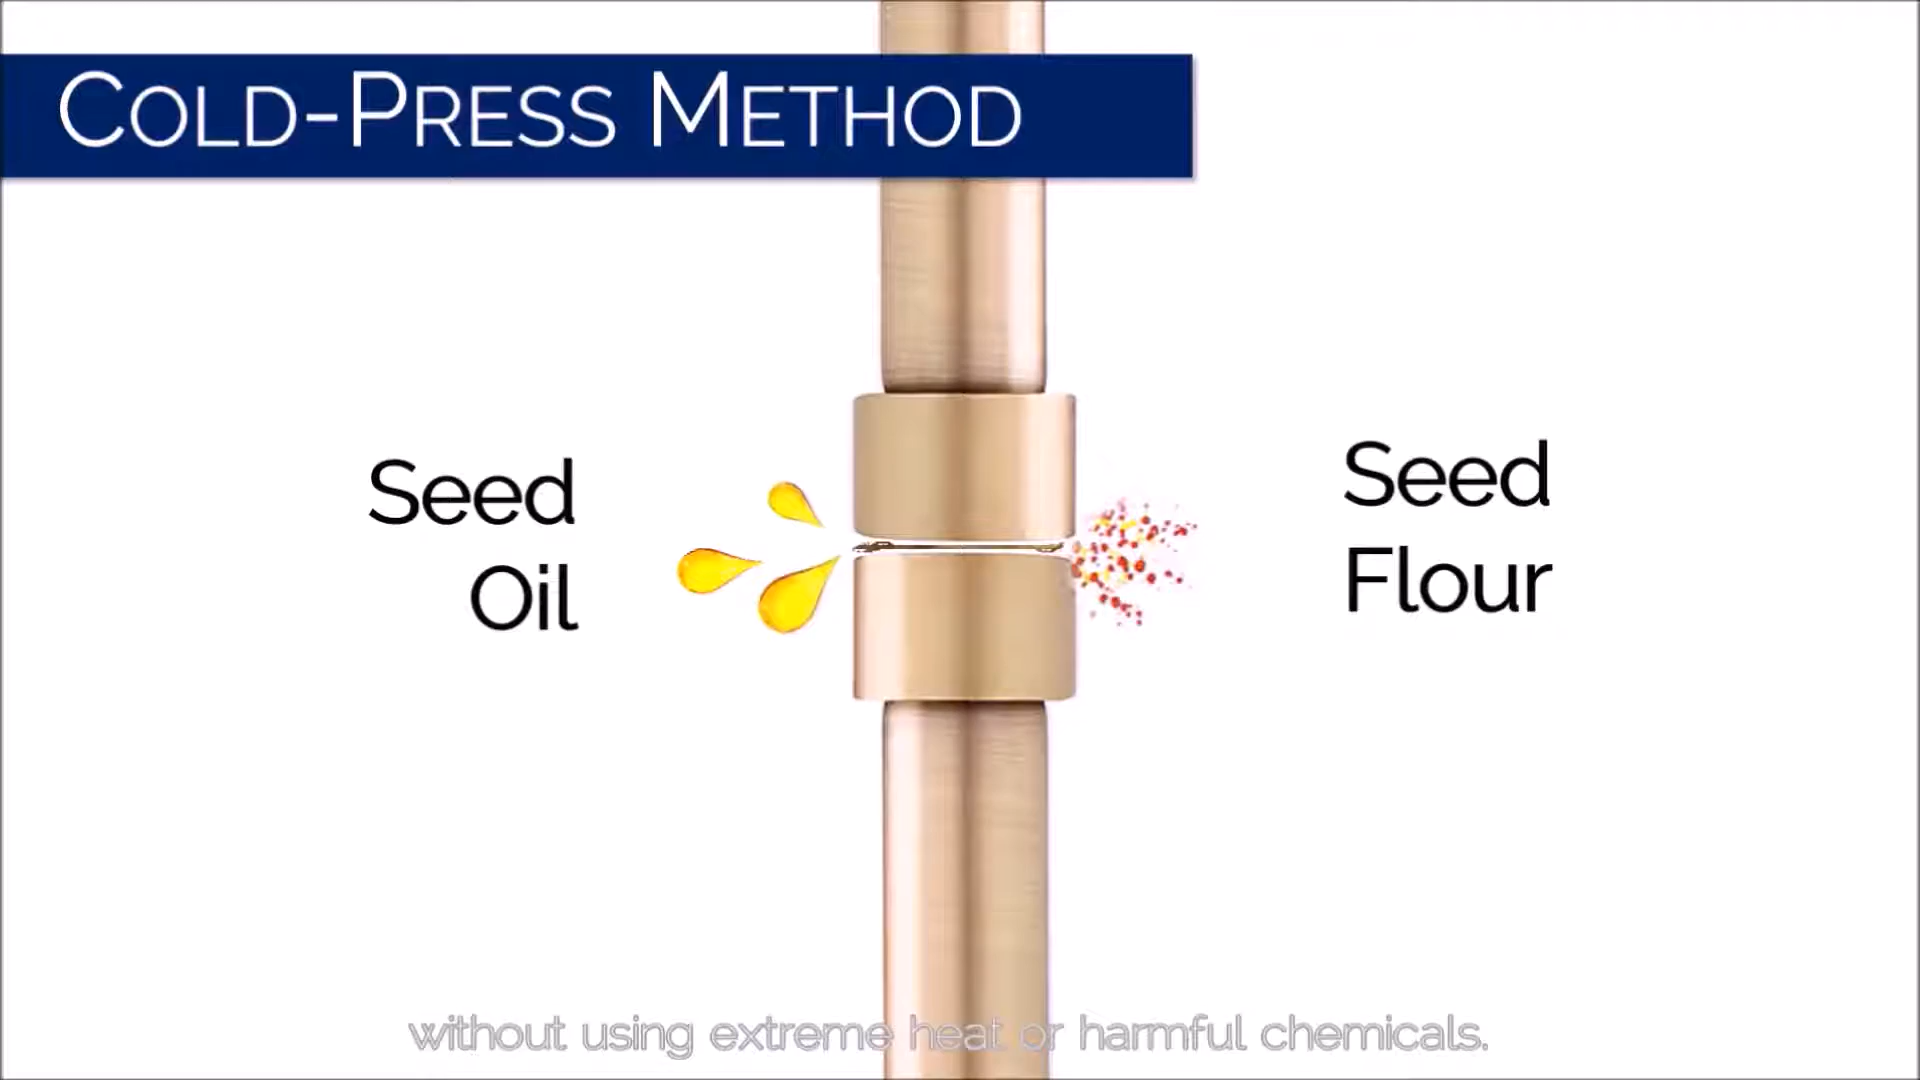 COLD-PRESS METHOD
Seed
Oil
Seed
Flour
without using extreme heat or harmful chemicals.